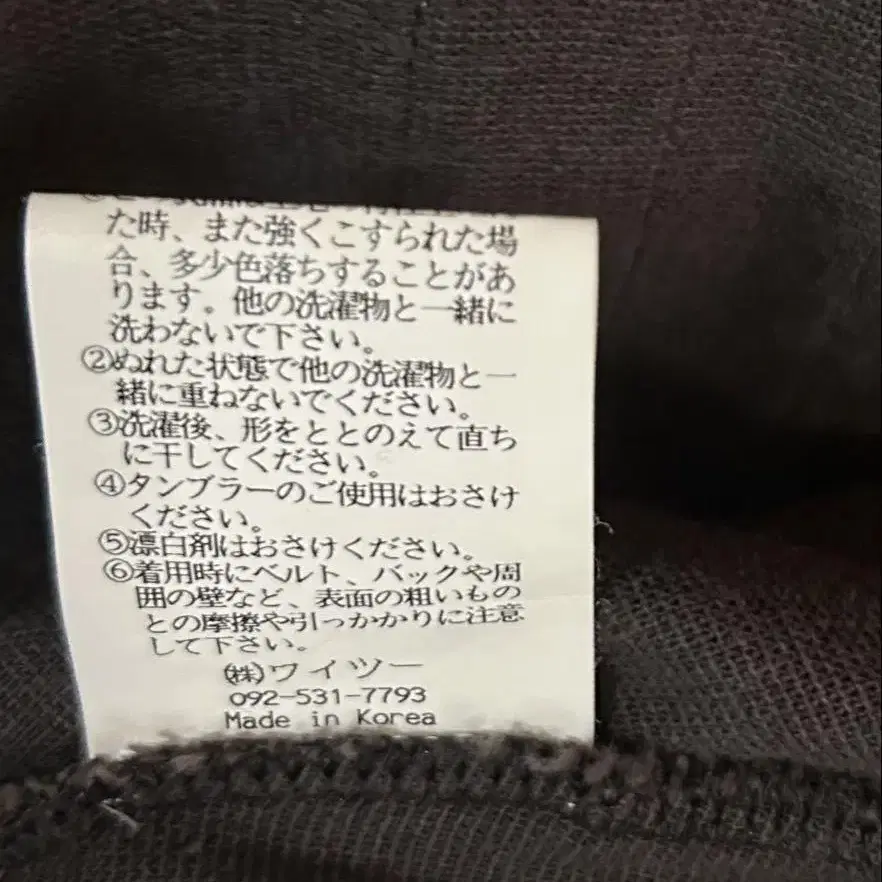 た時、また強くこすられた場
合、多少色落ちすることがあ
ります。他の洗濯物と一緒に
洗わないで下さい。
②ぬれた状態で他の洗濯物と一
緒に重ねないでください。
③洗濯後、形をととのえて直ち
に干してください。
④タンブラーのご使用はおさけ
ください。
⑤漂白剤はおさけください。
⑥着用時にベルト、バックや周
囲の壁など、表面の粗いもの
との摩擦や引っかかりに注意
して下さい。
㈱ワイツー
092-531-7793
Made in Korea